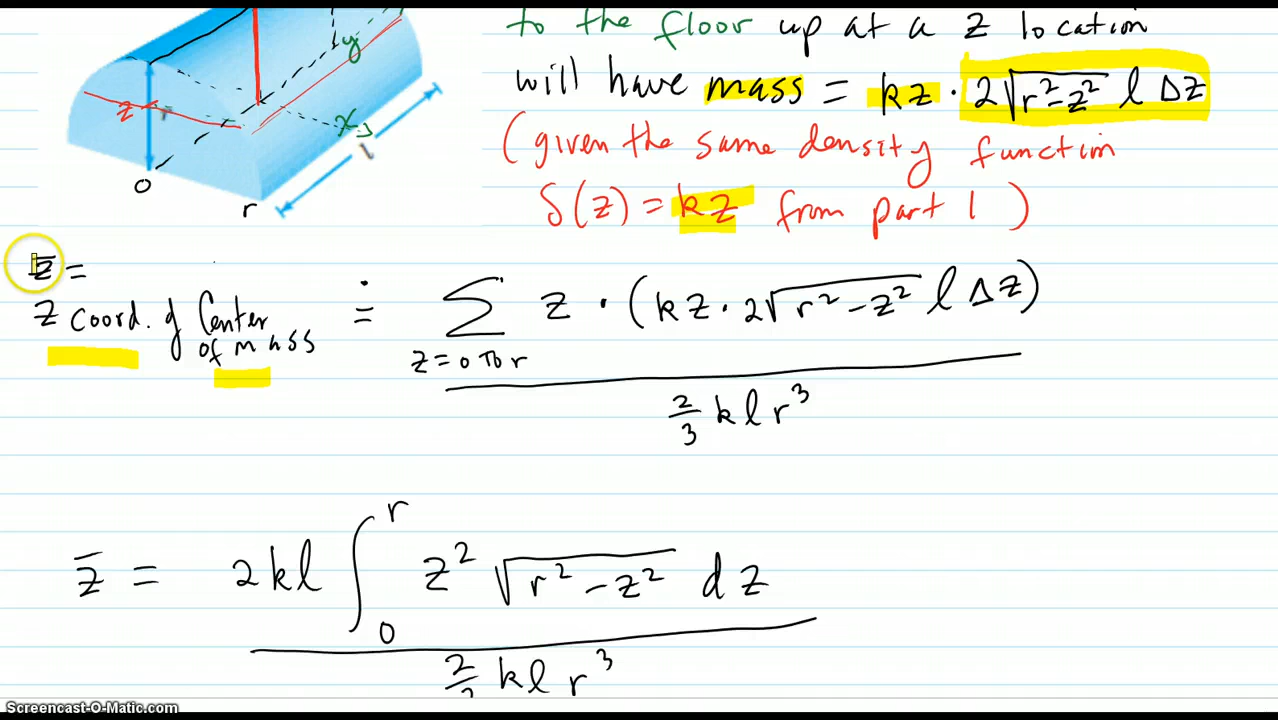 to the floor up at a z location
will have mass = kz · 2√(r²-z²) l Δz
(given the same density function
δ(z) = kz from part 1)
y
z
x
l
0
r
z̄ =
z coord. of Center of mass ≐ ∑ z · (kz · 2√(r²-z²) l Δz)
z = 0 to r
2/3 k l r³
z̄ = 2kl ∫₀ʳ z² √(r²-z²) dz
2/3 k l r³
Screencast-O-Matic.com